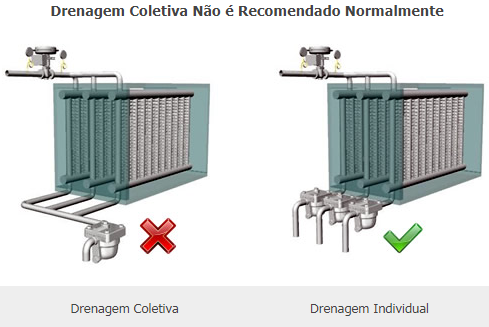 Drenagem Coletiva Não é Recomendado Normalmente
Drenagem Coletiva
Drenagem Individual